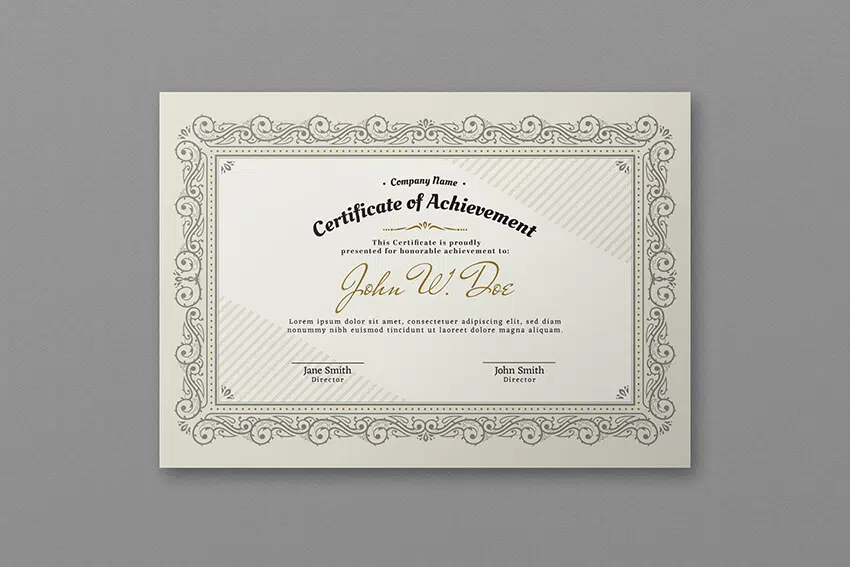 • Company Name •
Certificate of Achievement
This Certificate is proudly
presented for honorable achievement to:
John W. Doe
Lorem ipsum dolor sit amet, consectetuer adipiscing elit, sed diam
nonummy nibh euismod tincidunt ut laoreet dolore magna aliquam.
Jane Smith
Director
John Smith
Director